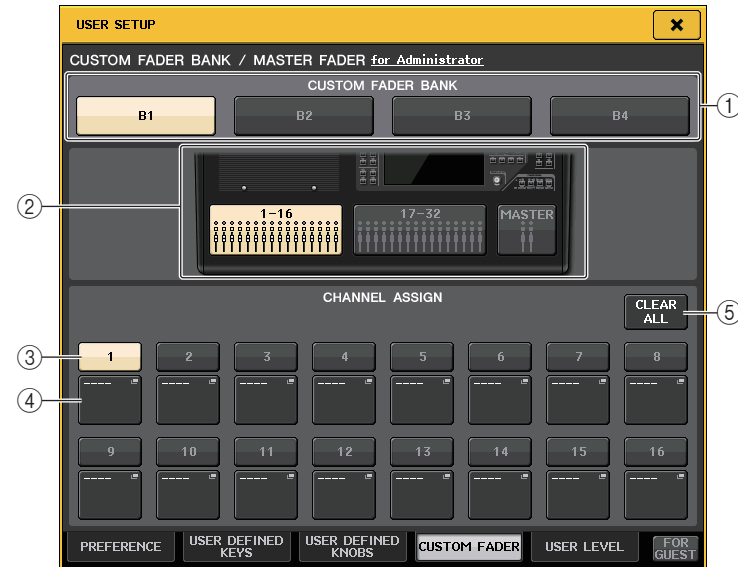 USER SETUP
CUSTOM FADER BANK / MASTER FADER for Administrator
CUSTOM FADER BANK
B1 B2 B3 B4
①
②
1-16 17-32 MASTER
CHANNEL ASSIGN
CLEAR ALL
⑤
③
1 2 3 4 5 6 7 8
④
---- ---- ---- ---- ---- ---- ---- ----
9 10 11 12 13 14 15 16
---- ---- ---- ---- ---- ---- ---- ----
PREFERENCE USER DEFINED KEYS USER DEFINED KNOBS CUSTOM FADER USER LEVEL FOR GUEST